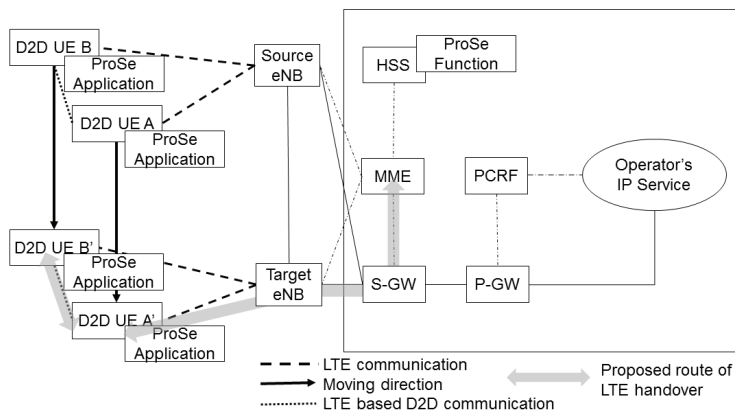 D2D UE B
ProSe
Application
D2D UE A
ProSe
Application
Source
eNB
HSS
ProSe
Function
MME
PCRF
Operator's
IP Service
D2D UE B'
ProSe
Application
D2D UE A'
ProSe
Application
Target
eNB
S-GW
P-GW
LTE communication
Moving direction
LTE based D2D communication
Proposed route of
LTE handover